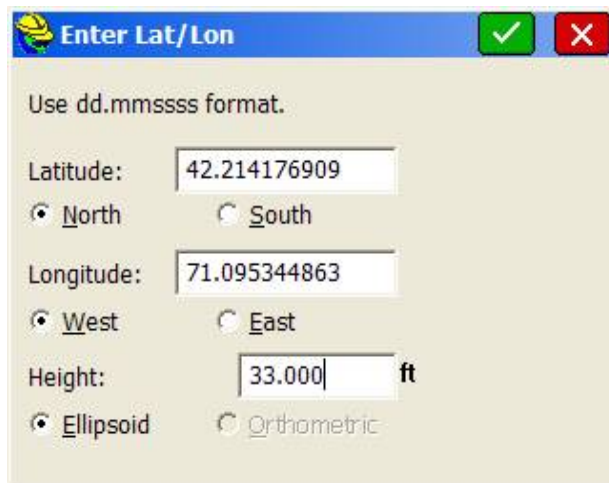 Enter Lat/Lon
Use dd.mmssss format.
Latitude: 42.214176909
North South
Longitude: 71.095344863
West East
Height: 33.000 ft
Ellipsoid Orthometric